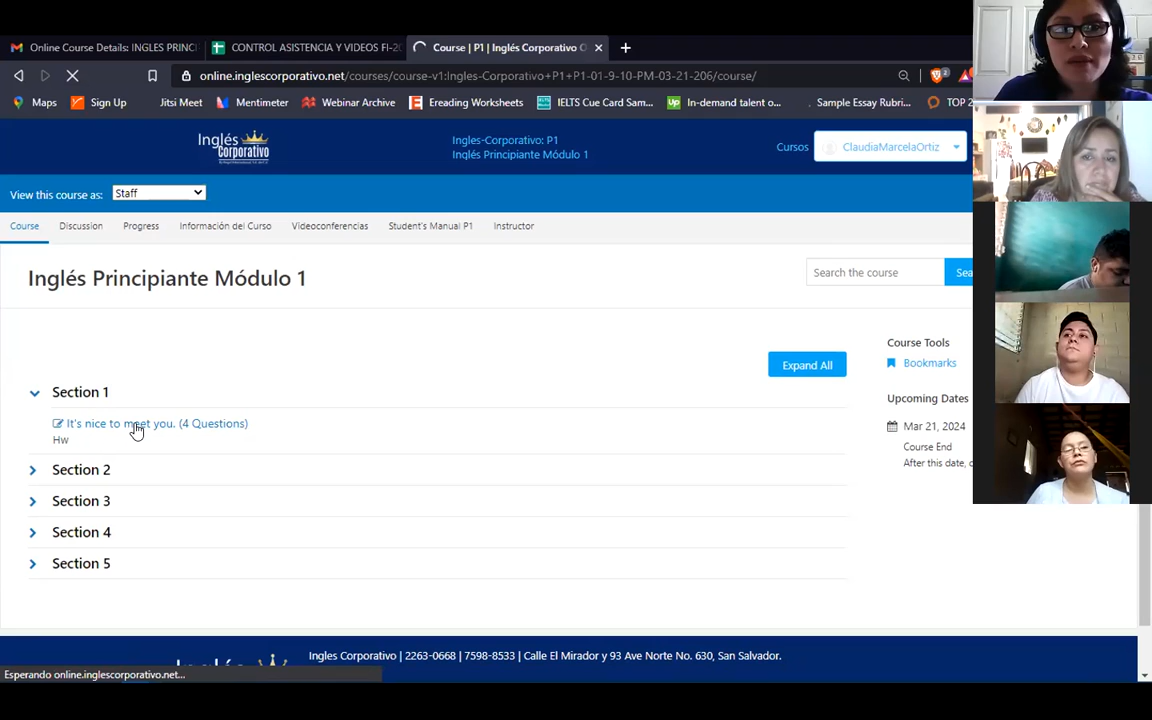 Online Course Details: INGLES PRINCI
CONTROL ASISTENCIA Y VIDEOS FI-20
Course | P1 | Inglés Corporativo O
online.inglescorporativo.net/courses/course-v1:Ingles-Corporativo+P1+P1-01-9-10-PM-03-21-206/course/
2
Maps
Sign Up
Jitsi Meet
Mentimeter
Webinar Archive
Ereading Worksheets
IELTS Cue Card Sam...
up
In-demand talent o...
Sample Essay Rubri...
TOP 2
Inglés
Corporativo
Ingles-Corporativo: P1
Inglés Principiante Módulo 1
Cursos
ClaudiaMarcelaOrtiz
View this course as:
Staff
Course
Discussion
Progress
Información del Curso
Videoconferencias
Student's Manual P1
Instructor
Inglés Principiante Módulo 1
Search the course
Sea
Expand All
Section 1
It's nice to meet you. (4 Questions)
Hw
Section 2
Section 3
Section 4
Section 5
Course Tools
Bookmarks
Upcoming Dates
Mar 21, 2024
Course End
After this date, c
Inglés
Ingles Corporativo | 2263-0668 | 7598-8533 | Calle El Mirador y 93 Ave Norte No. 630, San Salvador.
Esperando online.inglescorporativo.net...